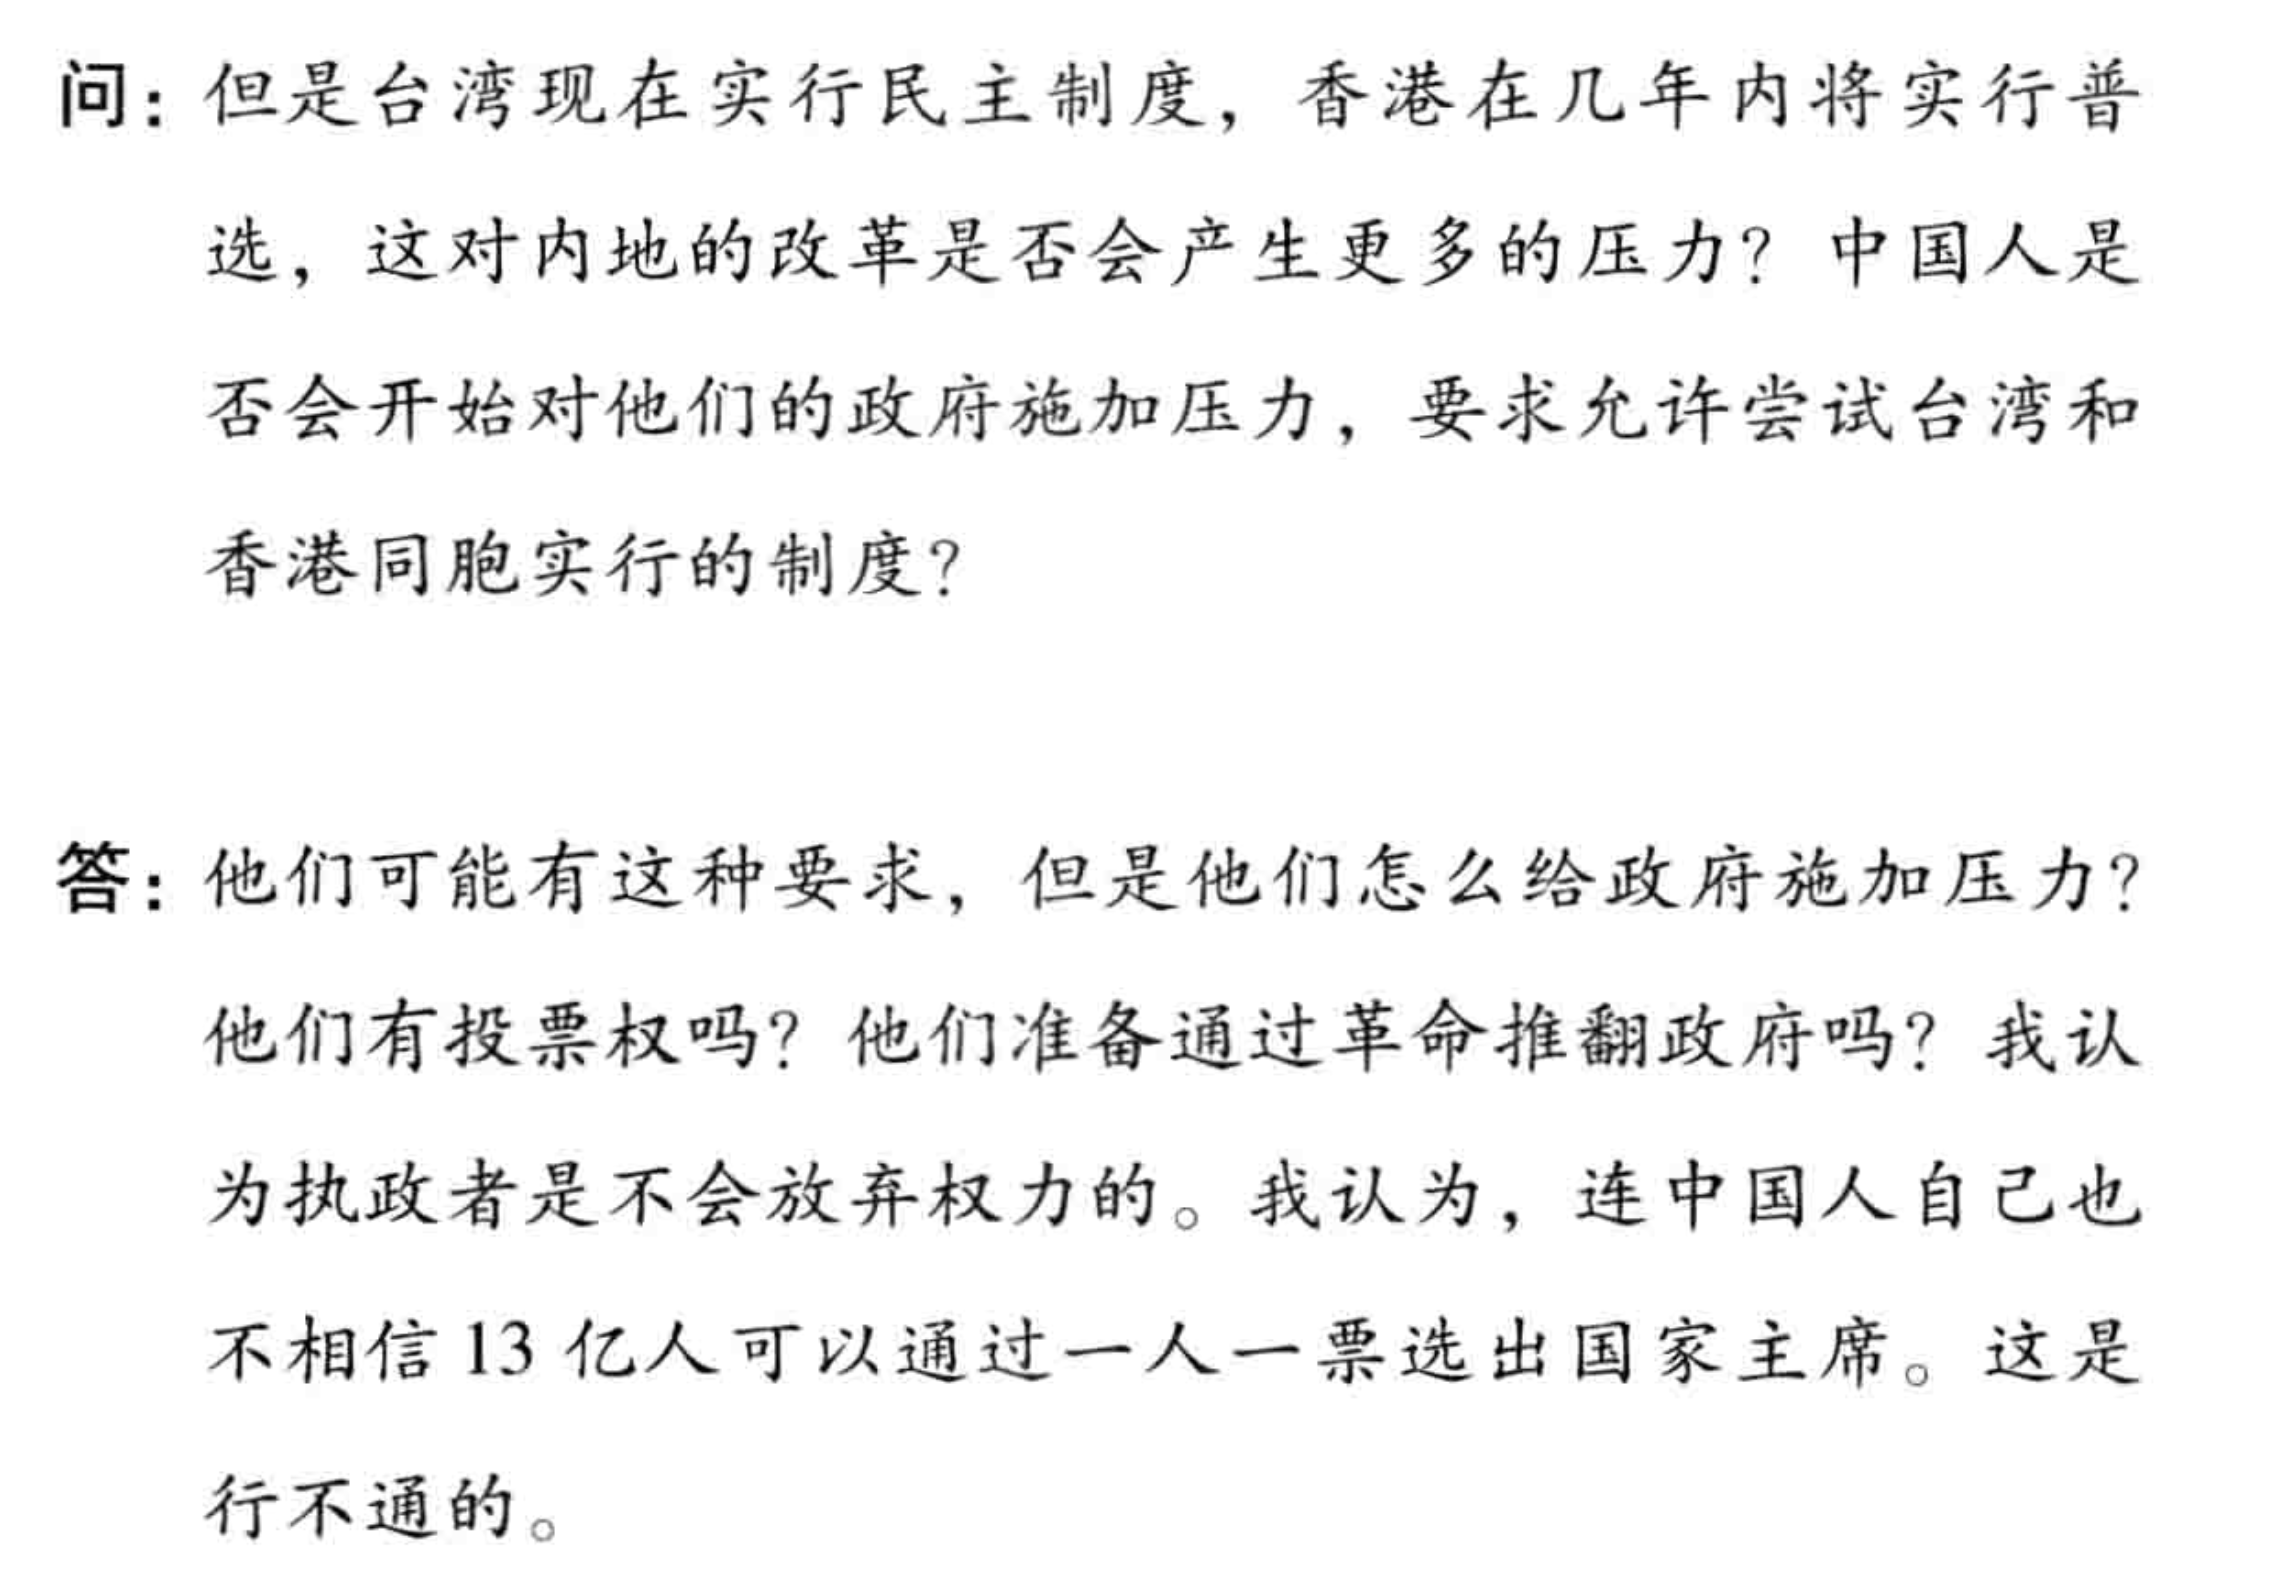 问：但是台湾现在实行民主制度，香港在几年内将实行普
选，这对内地的改革是否会产生更多的压力？中国人是
否会开始对他们的政府施加压力，要求允许尝试台湾和
香港同胞实行的制度？
答：他们可能有这种要求，但是他们怎么给政府施加压力？
他们有投票权吗？他们准备通过革命推翻政府吗？我认
为执政者是不会放弃权力的。我认为，连中国人自己也
不相信13亿人可以通过一人一票选出国家主席。这是
行不通的。